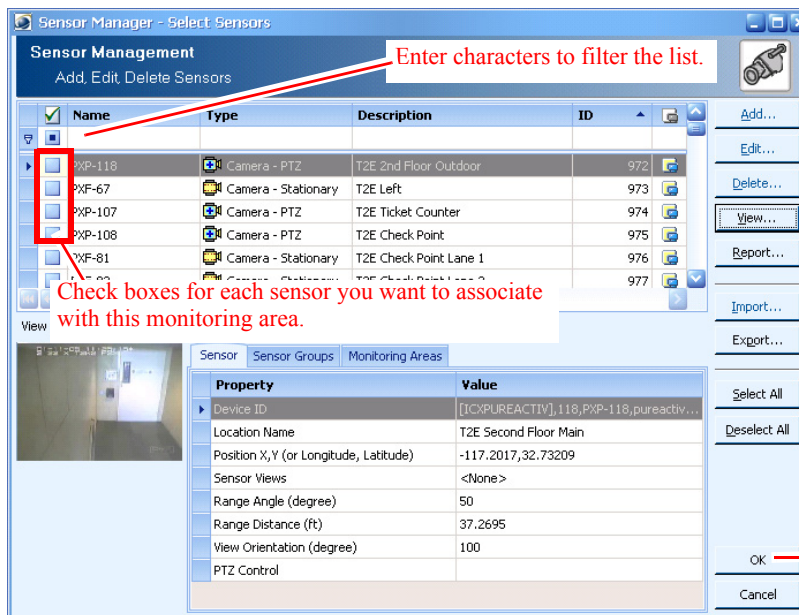 Sensor Manager - Select Sensors
Sensor Management
Add, Edit, Delete Sensors
Enter characters to filter the list.
Name Type Description ID
PXP-118 Camera - PTZ T2E 2nd Floor Outdoor 972
PXF-67 Camera - Stationary T2E Left 973
PXP-107 Camera - PTZ T2E Ticket Counter 974
PXP-108 Camera - PTZ T2E Check Point 975
PXF-81 Camera - Stationary T2E Check Point Lane 1 976
977
Check boxes for each sensor you want to associate
with this monitoring area.
View
Sensor Sensor Groups Monitoring Areas
Property Value
Device ID [ICXPUREACTIV],118,PXP-118,pureactiv...
Location Name T2E Second Floor Main
Position X,Y (or Longitude, Latitude) -117.2017,32.73209
Sensor Views <None>
Range Angle (degree) 50
Range Distance (ft) 37.2695
View Orientation (degree) 100
PTZ Control
Add...
Edit...
Delete...
View...
Report...
Import...
Export...
Select All
Deselect All
OK
Cancel